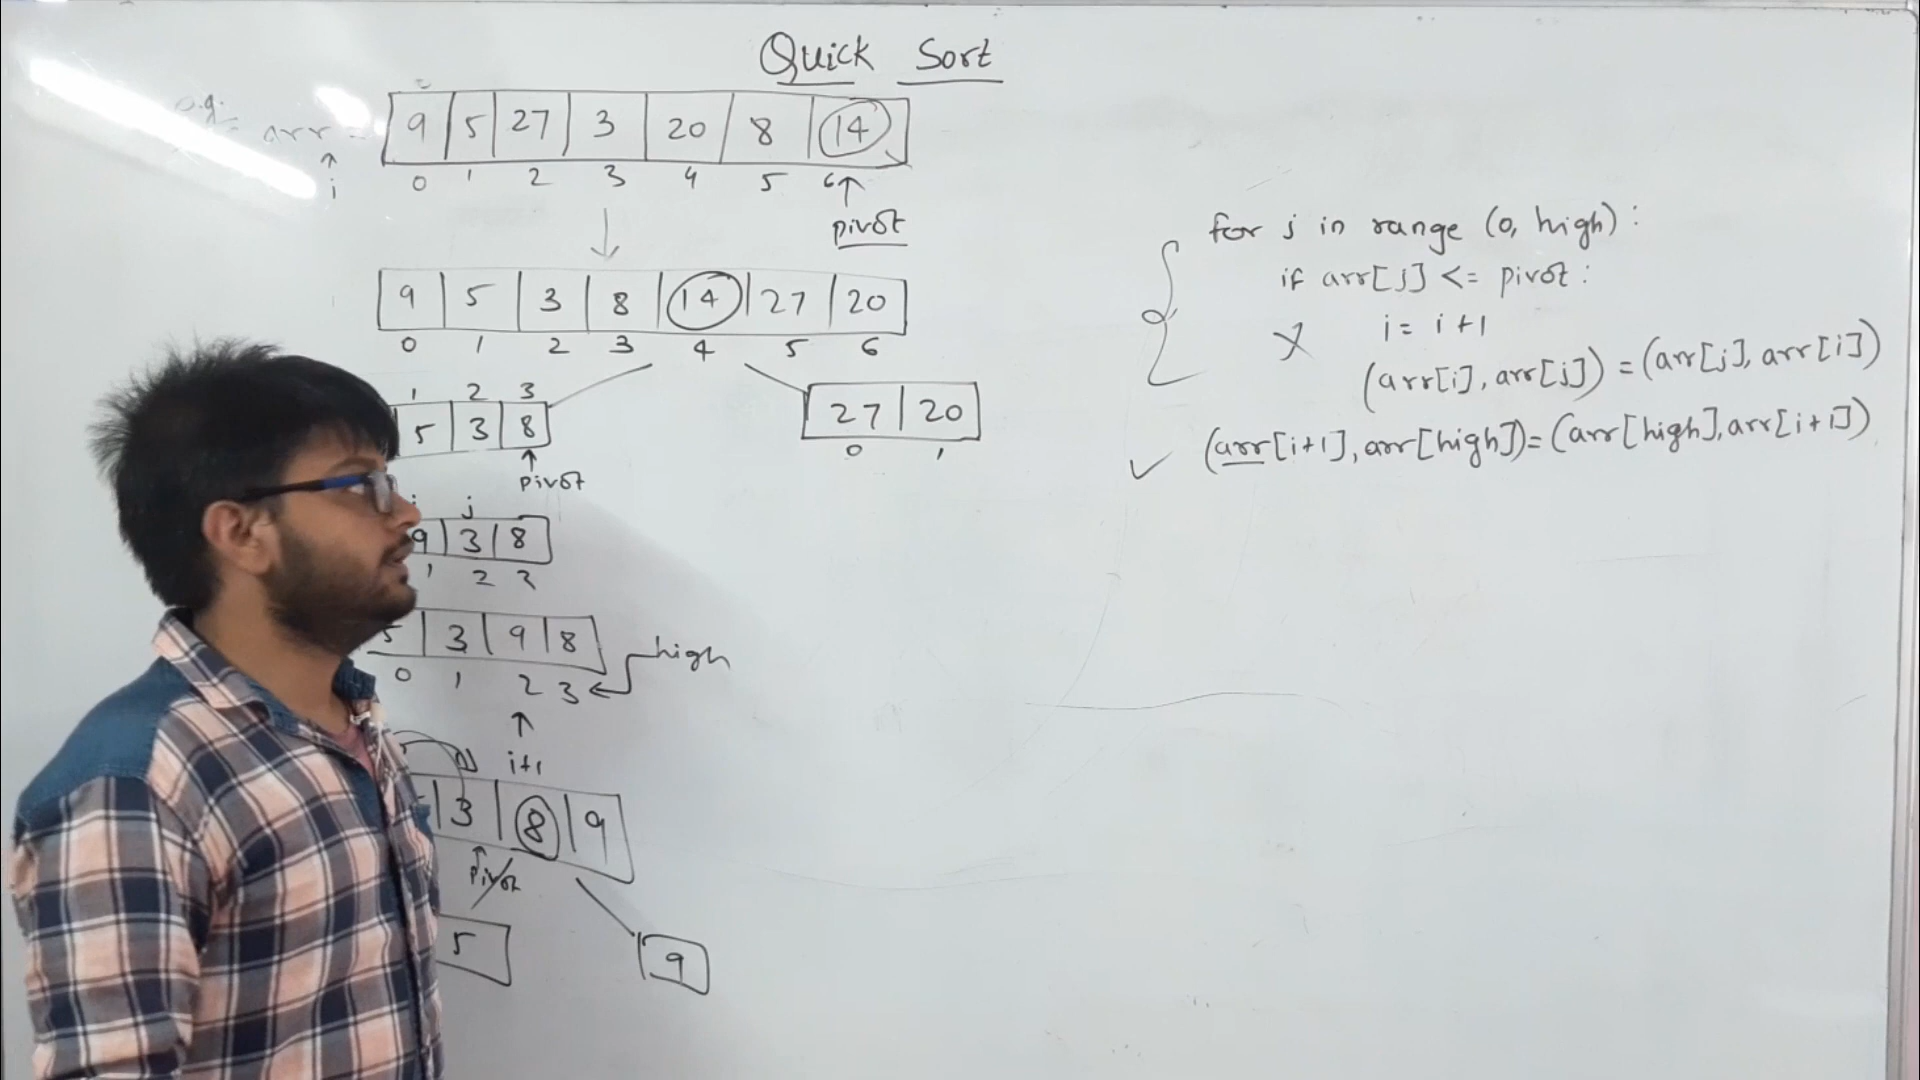 Quick Sort
e.g.
arr =
9 5 27 3 20 8 14
i
0 1 2 3 4 5 6
pivot
9 5 3 8 14 27 20
0 1 2 3 4 5 6
1 2 3
5 3 8
pivot
27 20
0 1
j
9 3 8
1 2 3
5 3 9 8
high
0 1 2 3
i+1
3 8 9
pivot
5
9
for j in range (0, high):
if arr[j] <= pivot:
i = i+1
(arr[i], arr[j]) = (arr[j], arr[i])
(arr[i+1], arr[high]) = (arr[high], arr[i+1])